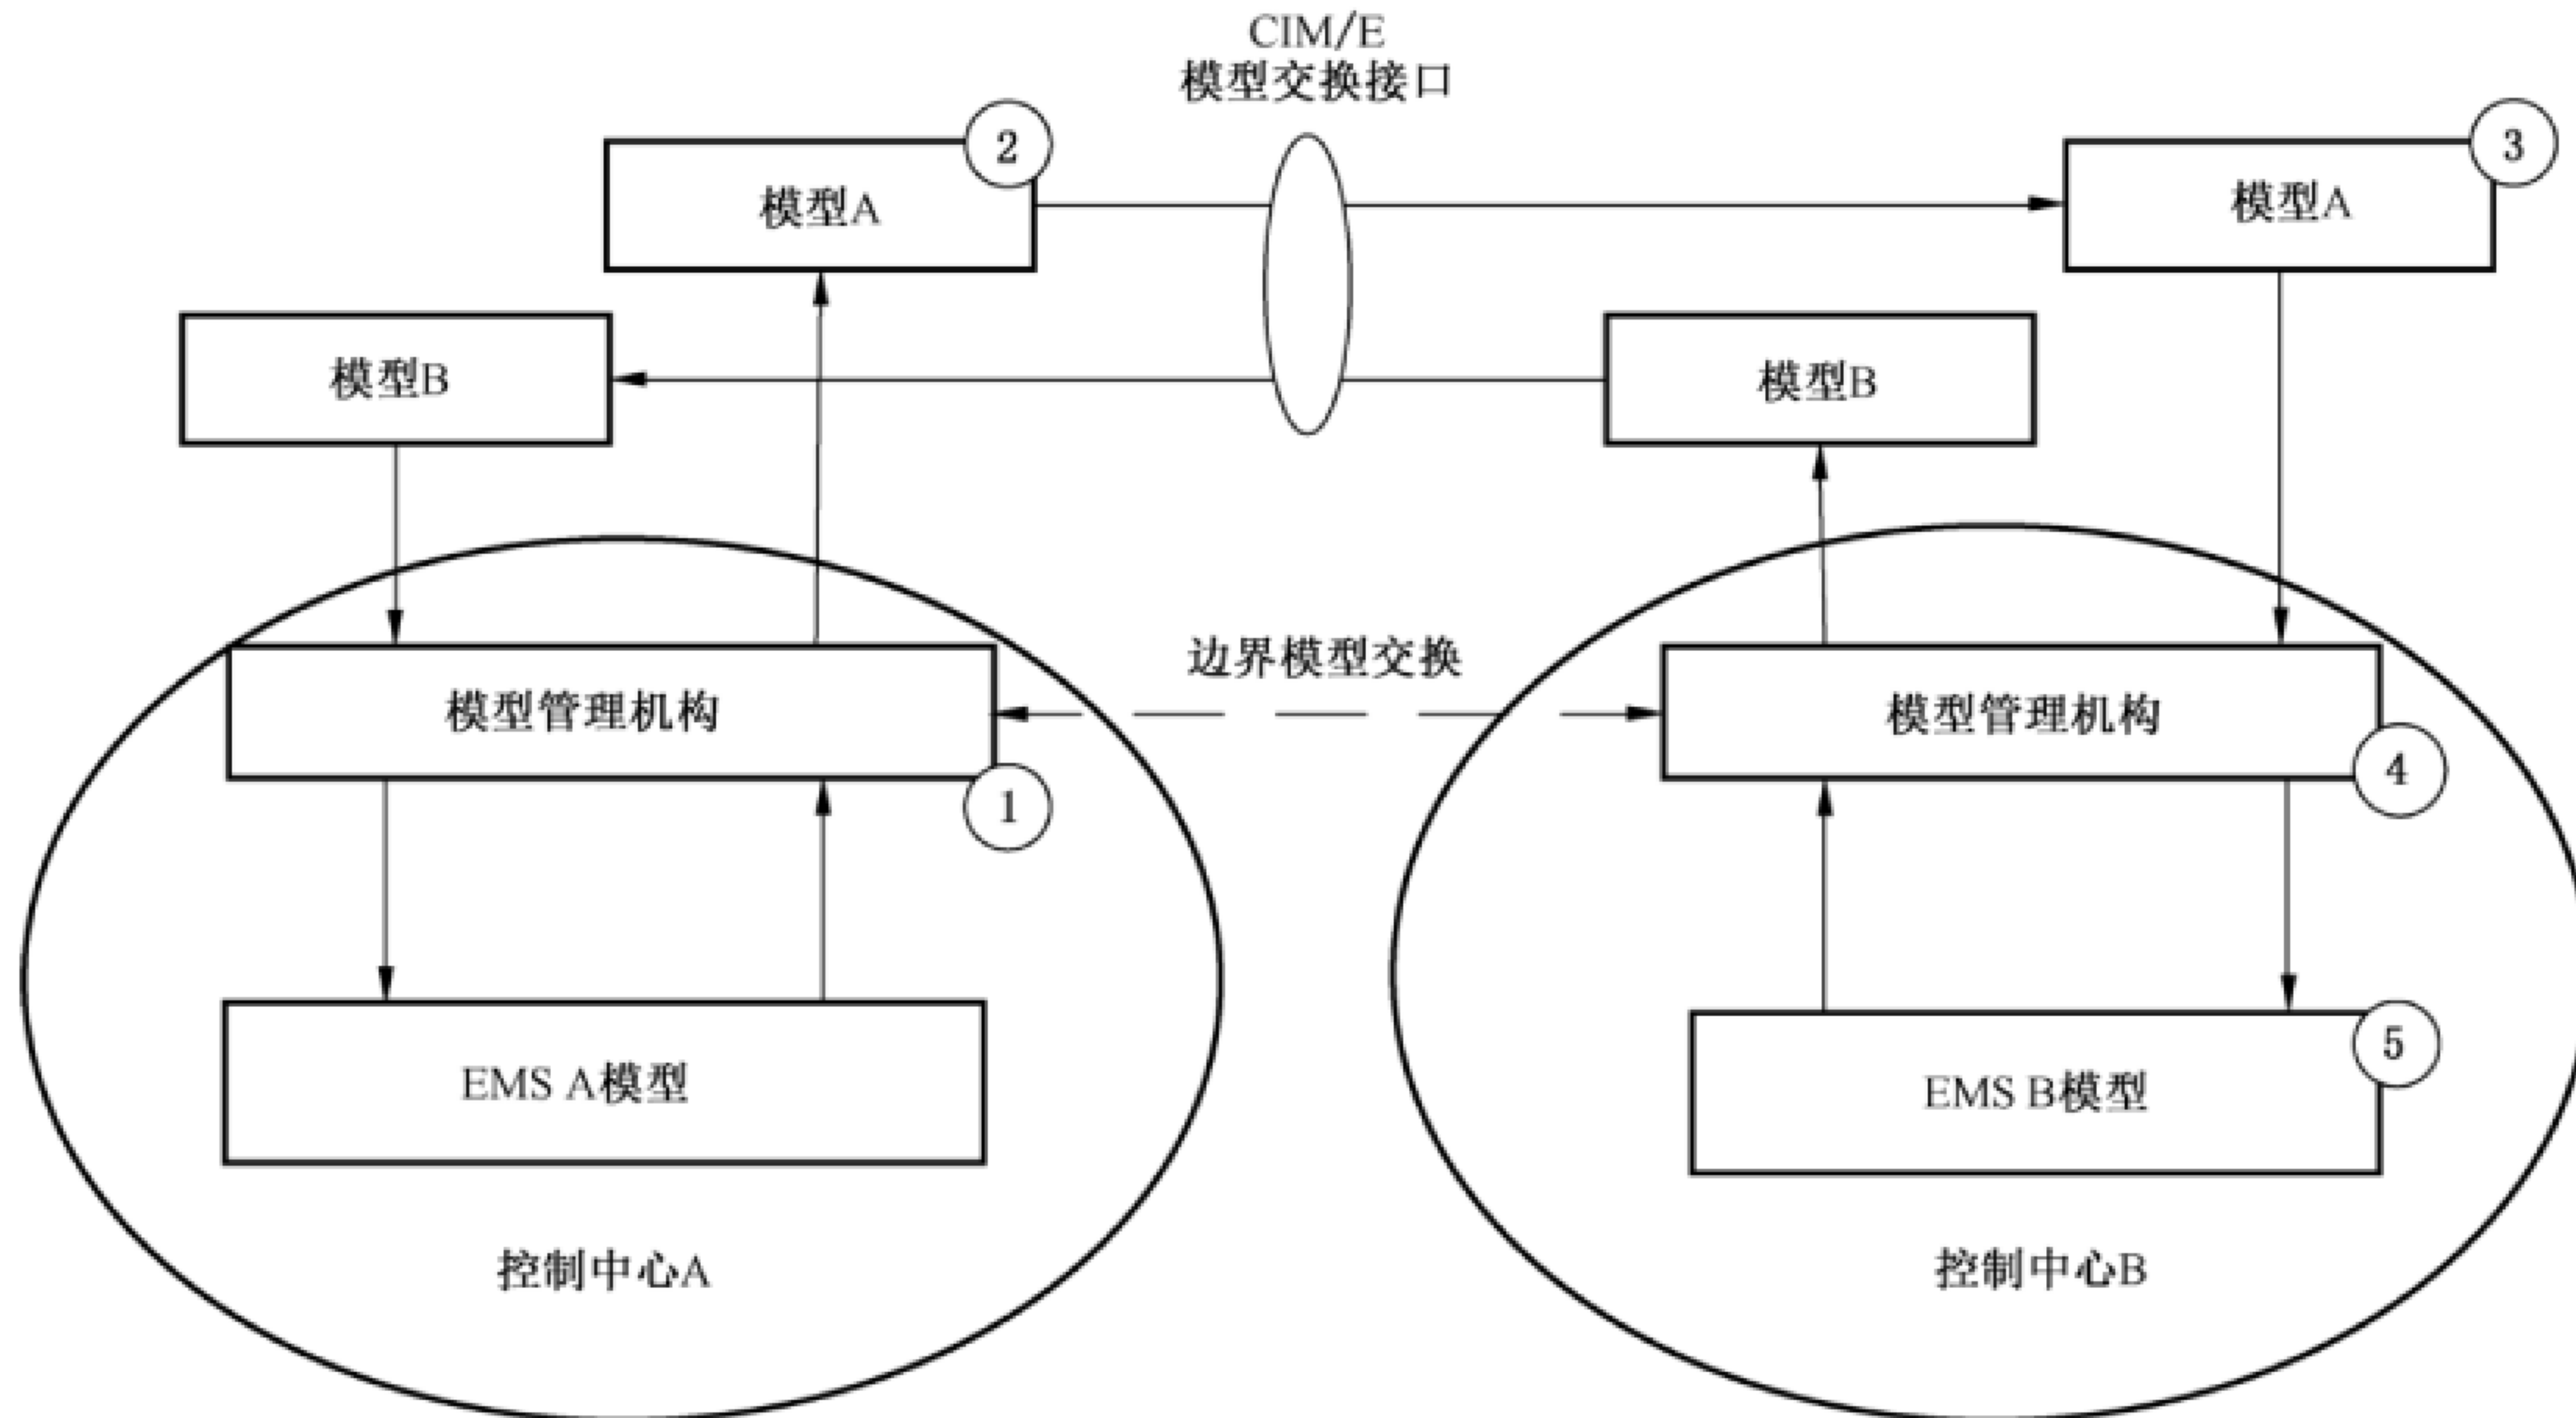 CIM/E
模型交换接口
2
3
模型A
模型A
模型B
模型B
边界模型交换
模型管理机构
模型管理机构
1
4
5
EMS A模型
EMS B模型
控制中心A
控制中心B